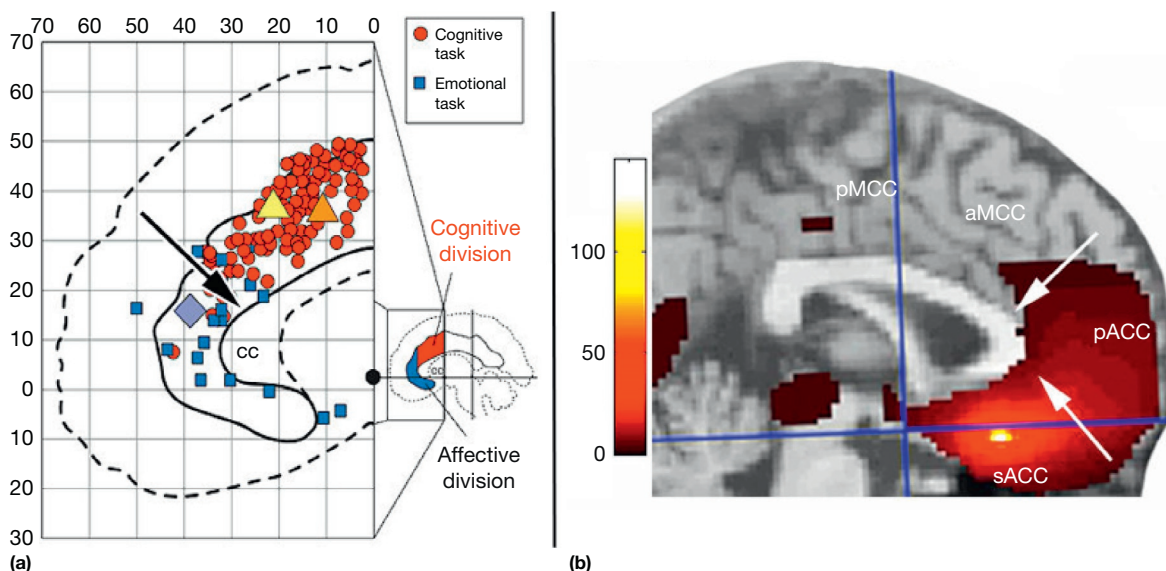 70 60 50 40 30 20 10 0
70
60
50
40
30
20
10
0
10
20
30
Cognitive
task
Emotional
task
Cognitive
division
cc
cc
Affective
division
(a)
100
50
0
pMCC
aMCC
pACC
sACC
(b)